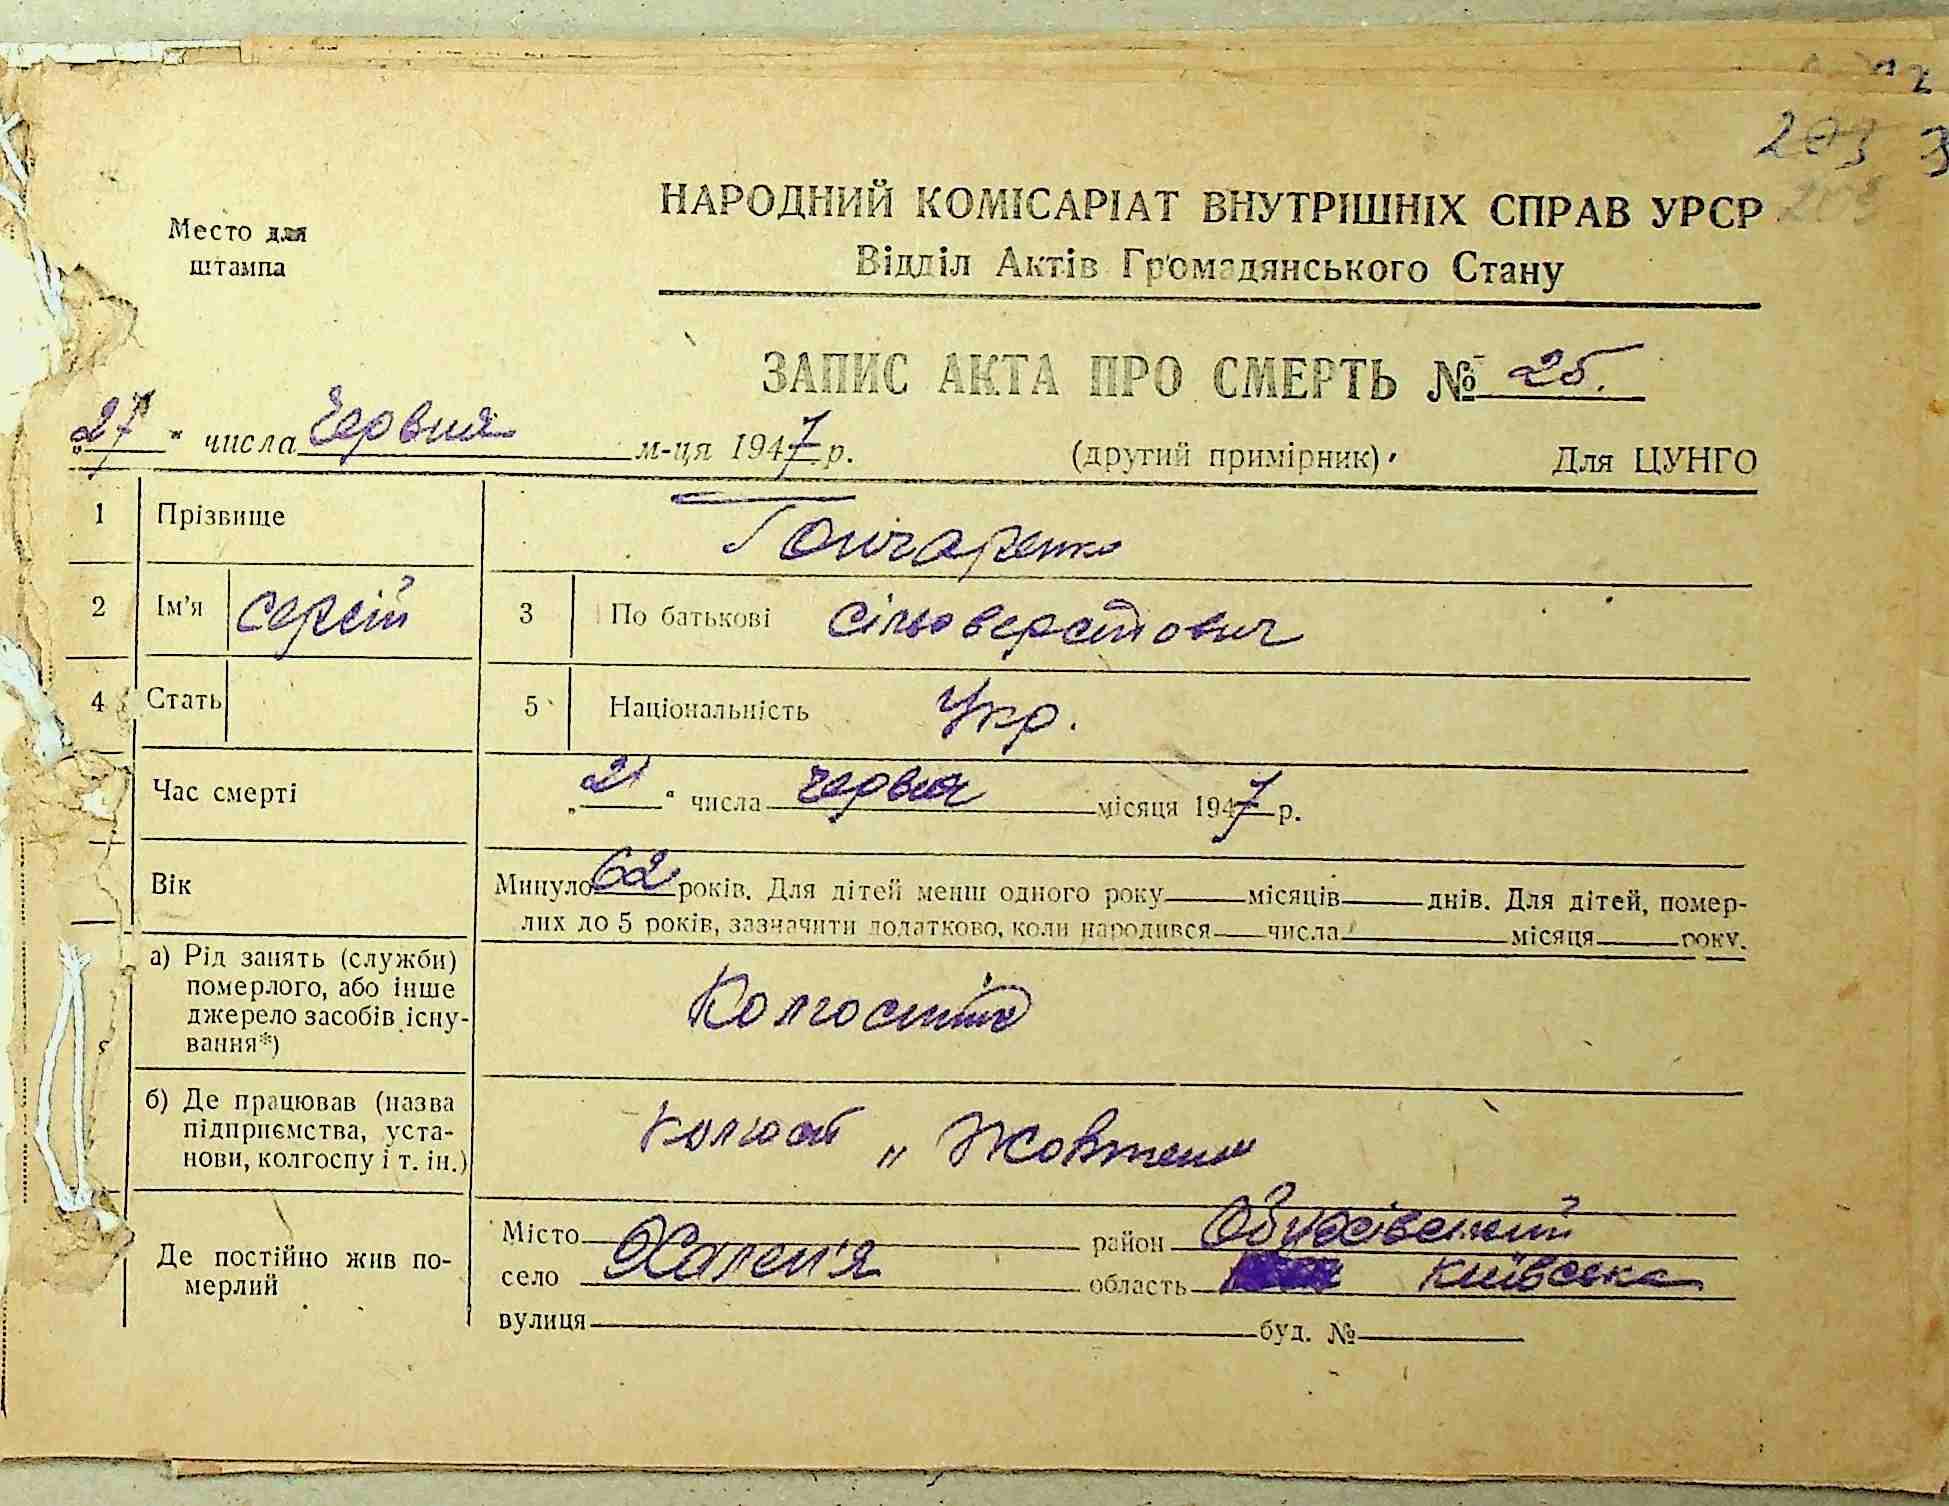 203
НАРОДНИЙ КОМІСАРІАТ ВНУТРІШНІХ СПРАВ УРСР
Відділ Актів Громадянського Стану
Место для
штампа
ЗАПИС АКТА ПРО СМЕРТЬ № 25.
„27" числа Червня м-ця 1947 р. (другий примірник) Для ЦУНГО
1 Прізвище Гончаренко
2 Ім'я Сергій 3 По батькові Сільверстович
4 Стать 5 Національність Укр.
Час смерті „21" числа червня місяця 1947 р.
Вік Минуло 62 років. Для дітей менш одного року місяців днів. Для дітей, помер-
лих до 5 років, зазначити додатково, коли народився числа місяця року.
а) Рід занять (служби)
померлого, або інше
джерело засобів існу-
вання*)
б) Де працював (назва
підприємства, уста-
нови, колгоспу і т. ін.)
„Жовтень"
Де постійно жив по-
мерлий
Місто район Обухівський
село Халеп'я область Київська
вулиця буд. №